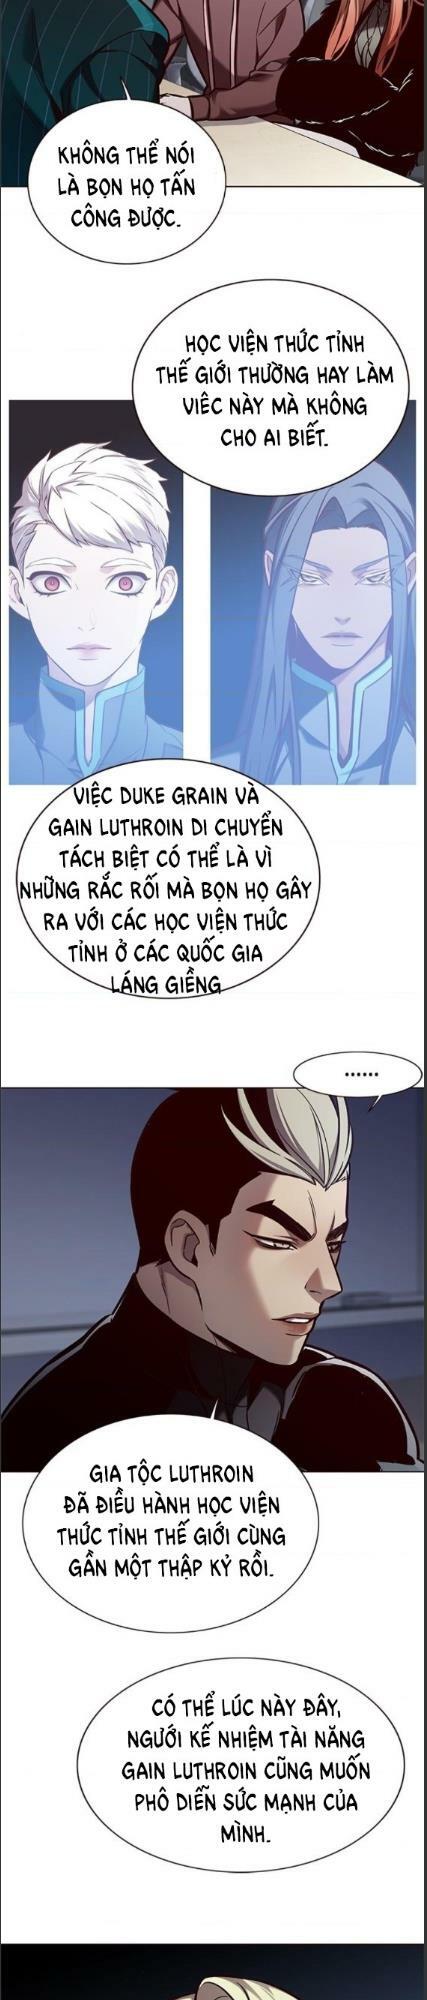 KHÔNG THỂ NÓI
LÀ BỌN HỌ TẤN
CÔNG ĐƯỢC.
HỌC VIỆN THỨC TỈNH
THẾ GIỚI THƯỜNG HAY LÀM
VIÊC NÀY MÀ KHÔNG
CHO AI BIẾT.
VIỆC DUKE GRAIN VÀ
GAIN LUTHROIN DI CHUYỂN
TÁCH BIỆT CÓ THỂ LÀ VÌ
NHỮNG RẮC RỐI MÀ BỌN HỌ GÂY
RA VỚI CÁC HỌC VIỆN THỨC
TỈNH Ở CÁC QUỐC GIA
LÁNG GIỀNG
......
GIA TỘC LUTHROIN
ĐÃ ĐIỀU HÀNH HỌC VIỆN
THỨC TỈNH THẾ GIỚI CÙNG
GẦN MỘT THẬP KỶ RỒI.
CÓ THỂ LÚC NÀY ĐÂY,
NGƯỚI KẾ NHIỆM TÀI NĂNG
GAIN LUTHROIN CŨNG MUỐN
PHÔ DIỄN SỨC MẠNH CỦA
MÌNH.